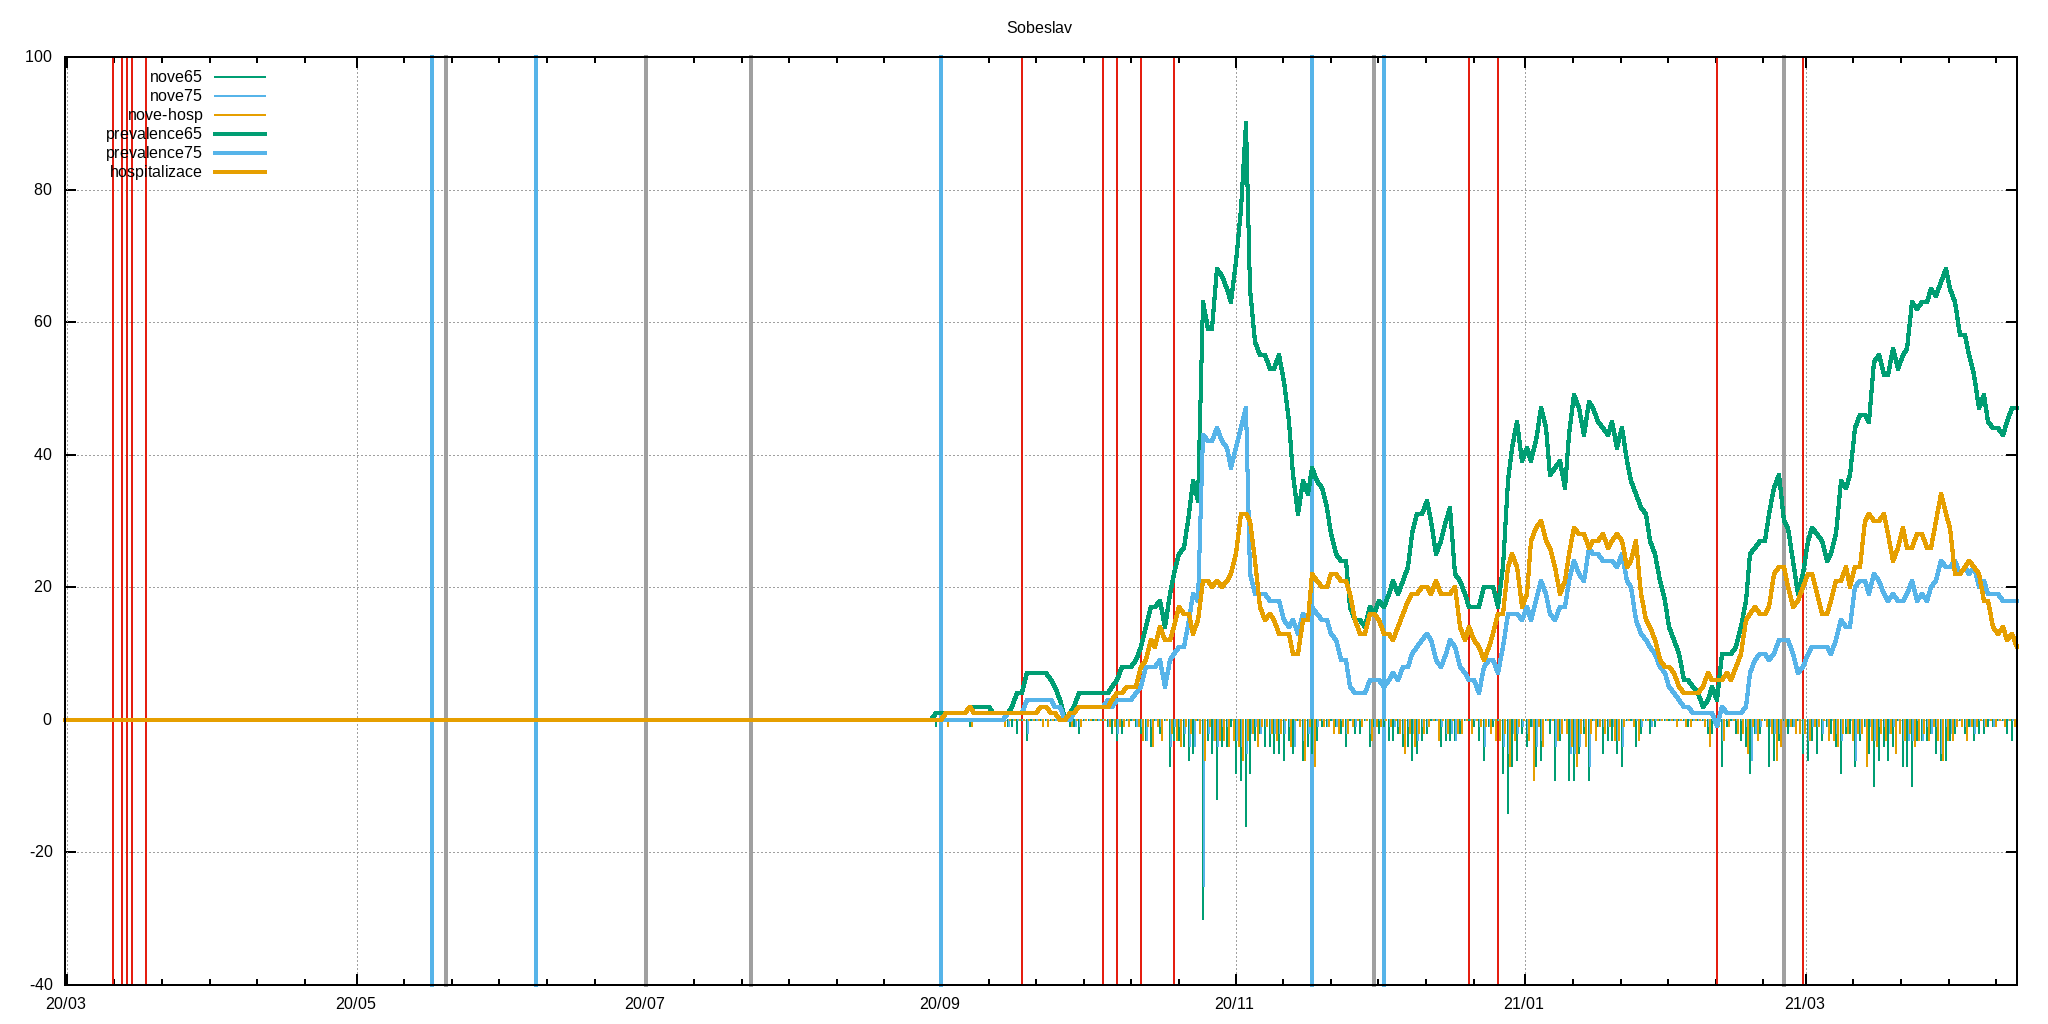 Sobeslav
100
80
60
40
20
0
-20
-40
nove65
nove75
nove-hosp
prevalence65
prevalence75
hospitalizace
20/03 20/05 20/07 20/09 20/11 21/01 21/03